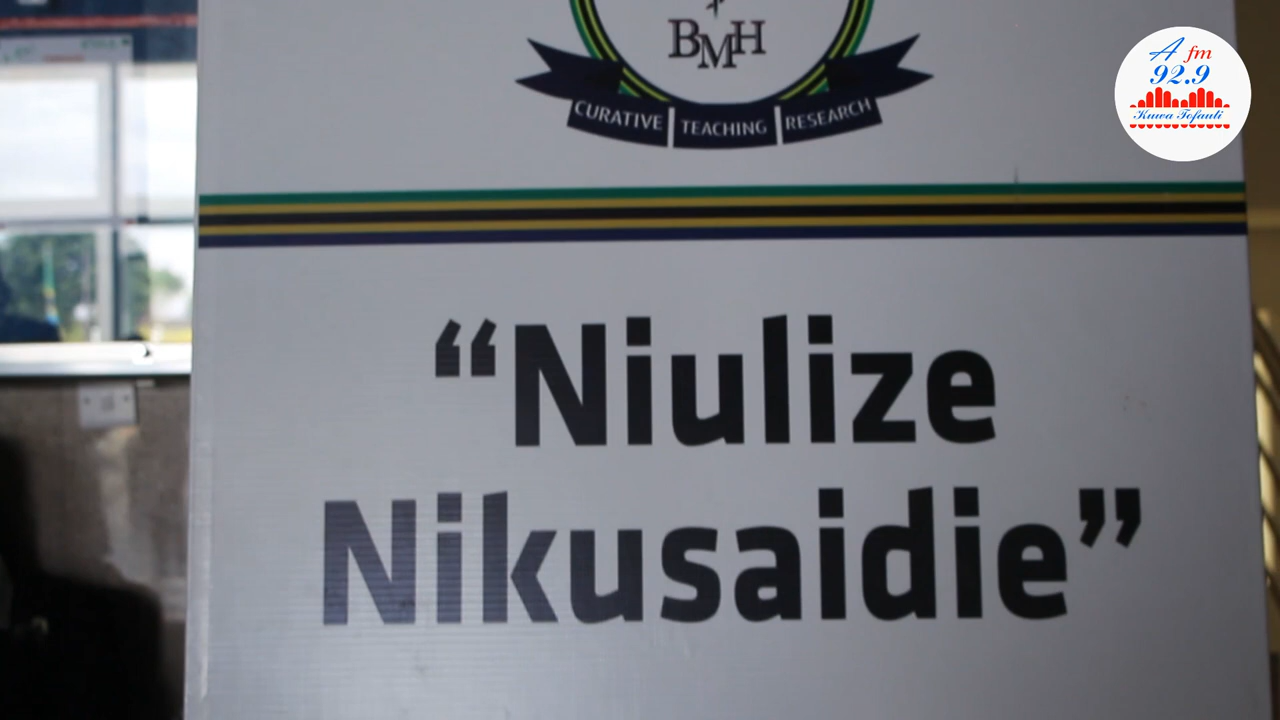 BMH
A fm
92.9
Kuwa Tofauti
CURATIVE | TEACHING | RESEARCH
“Niulize
Nikusaidie”